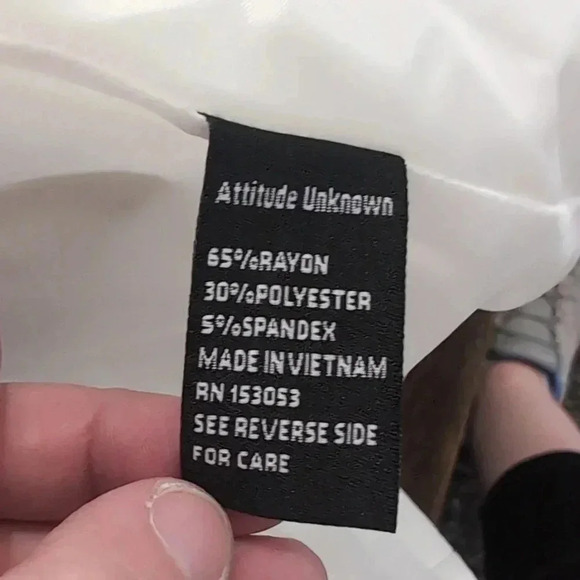 Attitude Unknown
65%RAYON
30%POLYESTER
5%SPANDEX
MADE IN VIETNAM
RN 153053
SEE REVERSE SIDE
FOR CARE